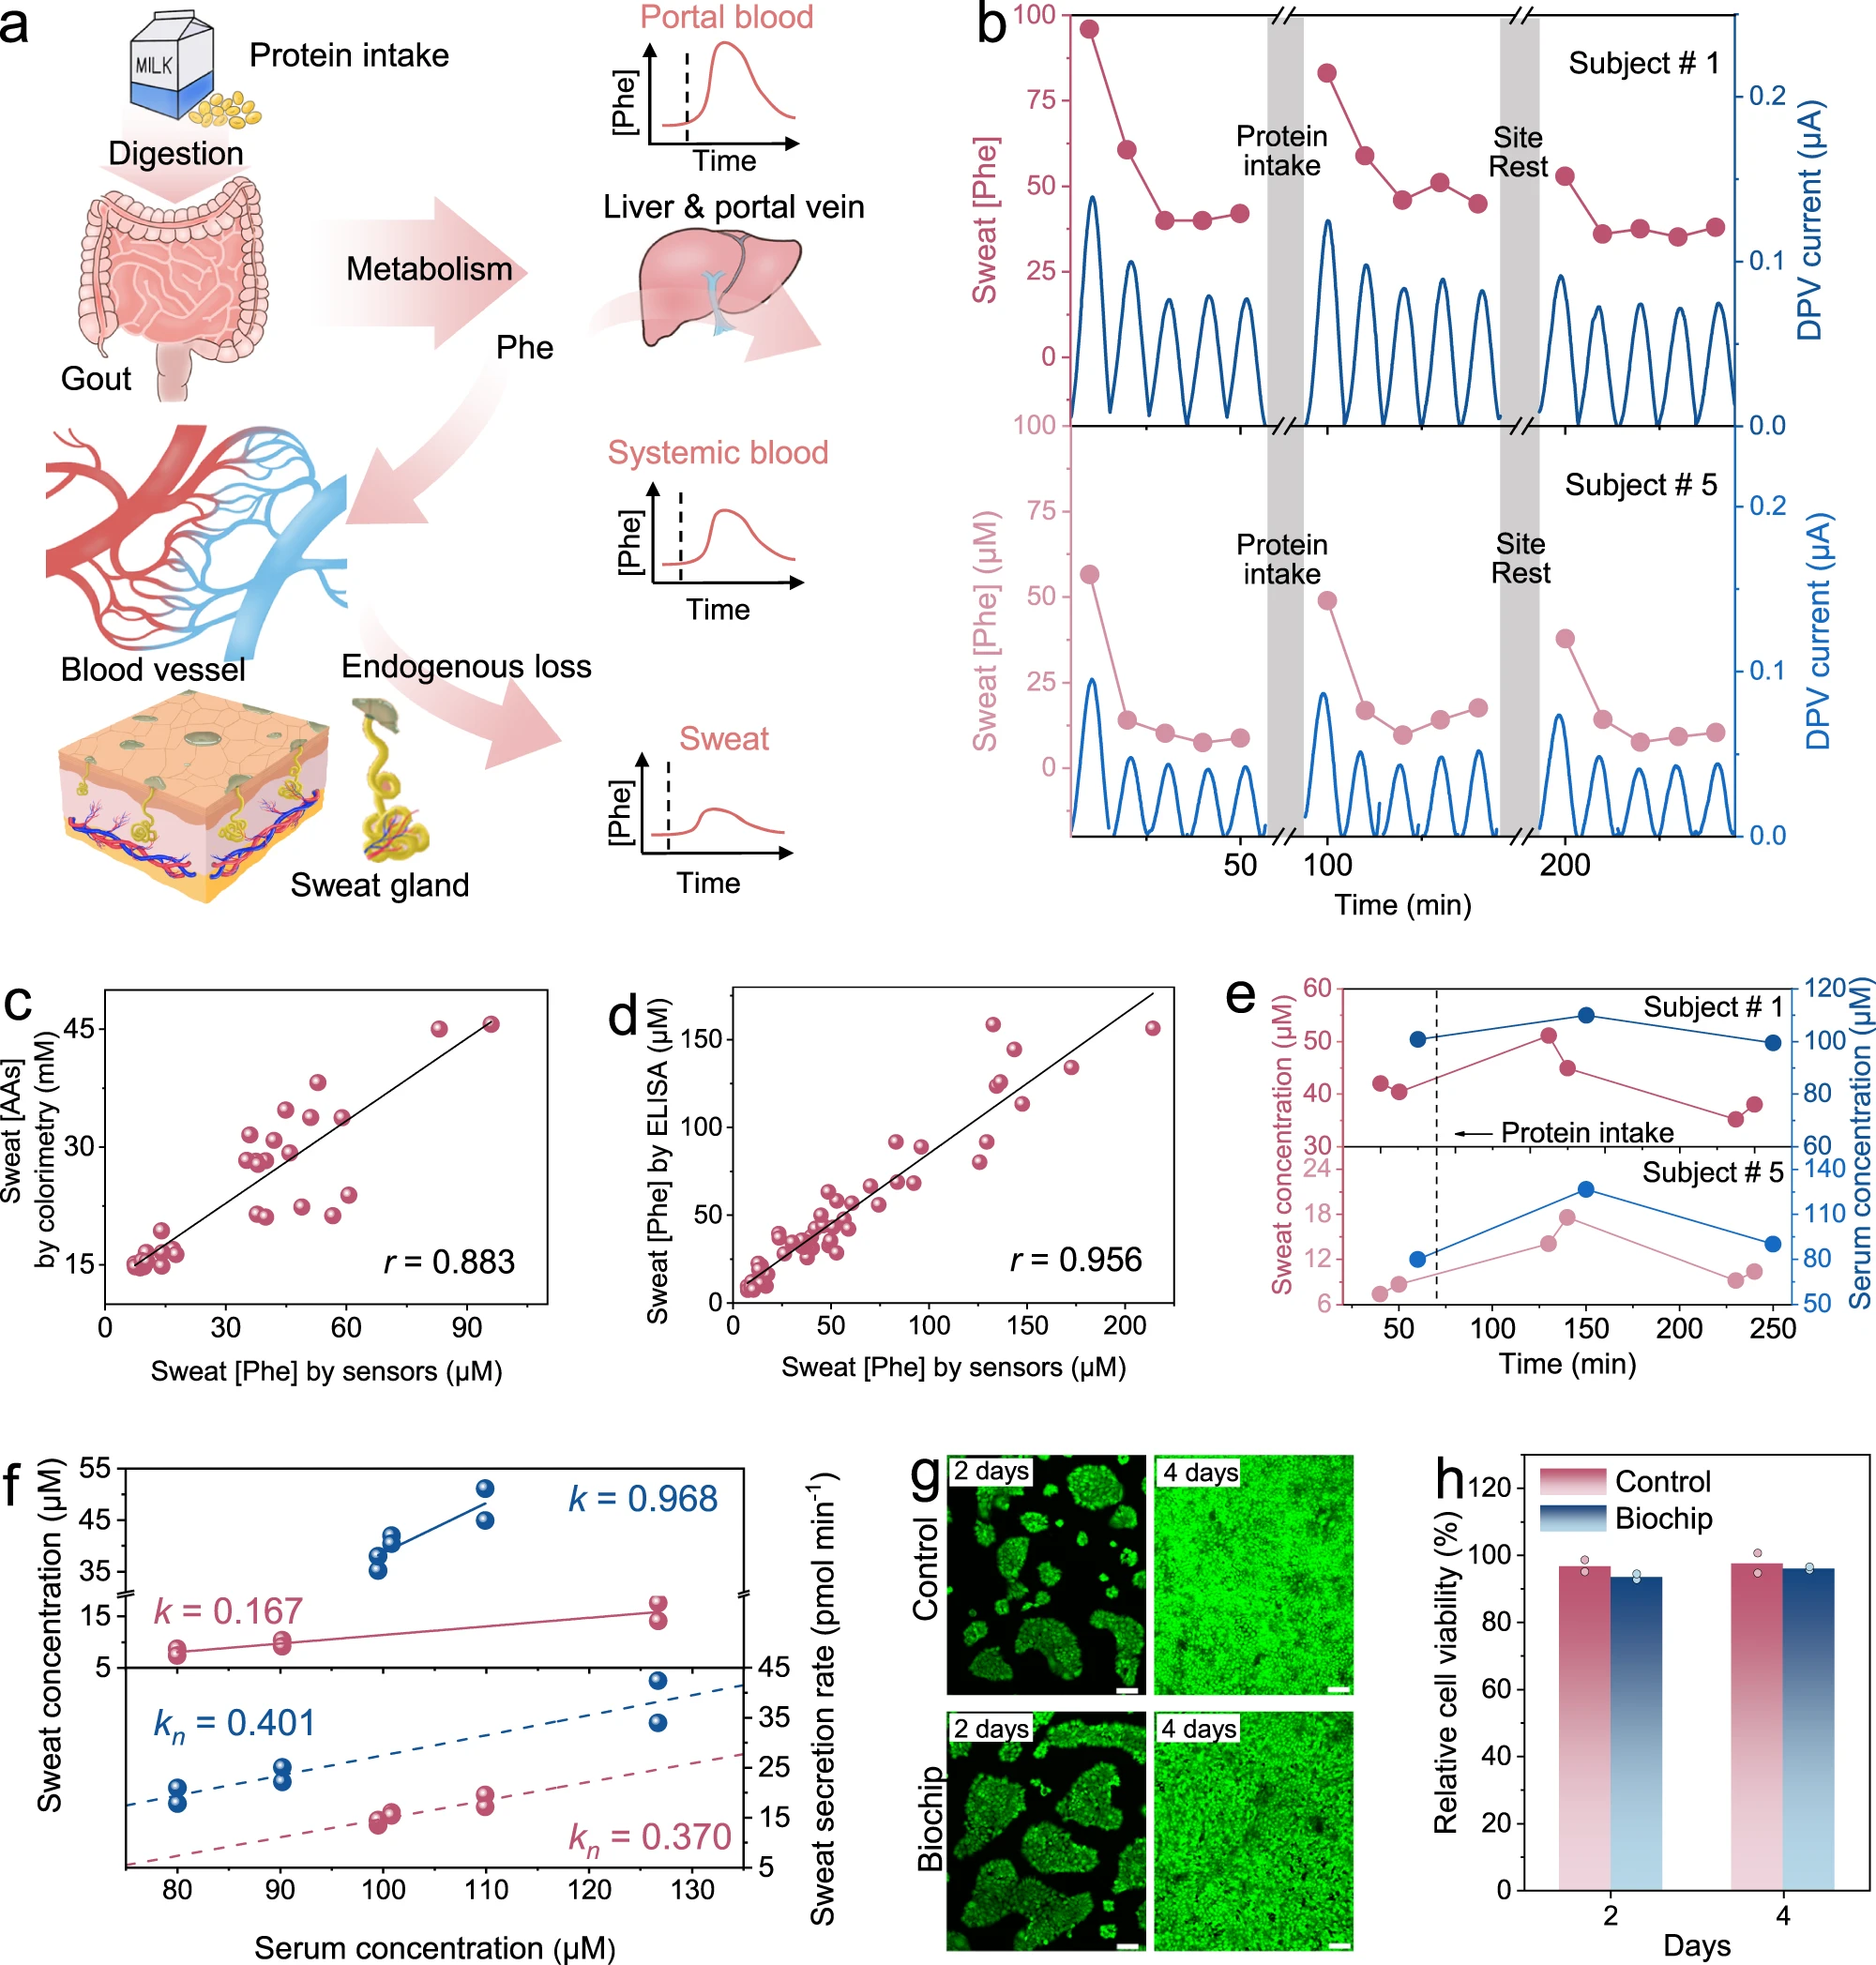 a
MILK
Protein intake
Digestion
Gout
Metabolism
Phe
Portal blood
[Phe]
Time
Liver & portal vein
Systemic blood
[Phe]
Time
Blood vessel
Endogenous loss
Sweat
[Phe]
Time
Sweat gland
b
Subject # 1
Protein
intake
Site
Rest
Sweat [Phe]
100
75
50
25
0
DPV current (µA)
0.2
0.1
0.0
Subject # 5
Protein
intake
Site
Rest
Sweat [Phe] (µM)
100
75
50
25
0
DPV current (µA)
0.2
0.1
0.0
50
100
200
Time (min)
c
Sweat [AAs]
by colorimetry (mM)
45
30
15
r = 0.883
0
30
60
90
Sweat [Phe] by sensors (µM)
d
Sweat [Phe] by ELISA (µM)
150
100
50
0
r = 0.956
0
50
100
150
200
Sweat [Phe] by sensors (µM)
e
Sweat concentration (µM)
60
50
40
30
24
18
12
6
Subject # 1
Protein intake
Subject # 5
120
100
80
60
140
110
80
50
Serum concentration (µM)
50
100
150
200
250
Time (min)
f
Sweat concentration (µM)
55
45
35
15
5
k = 0.968
k = 0.167
kn = 0.401
kn = 0.370
45
35
25
15
5
Sweat secretion rate (pmol min-1)
80
90
100
110
120
130
Serum concentration (µM)
g
2 days
4 days
Control
2 days
4 days
Biochip
h
Control
Biochip
Relative cell viability (%)
120
100
80
60
40
20
0
2
4
Days